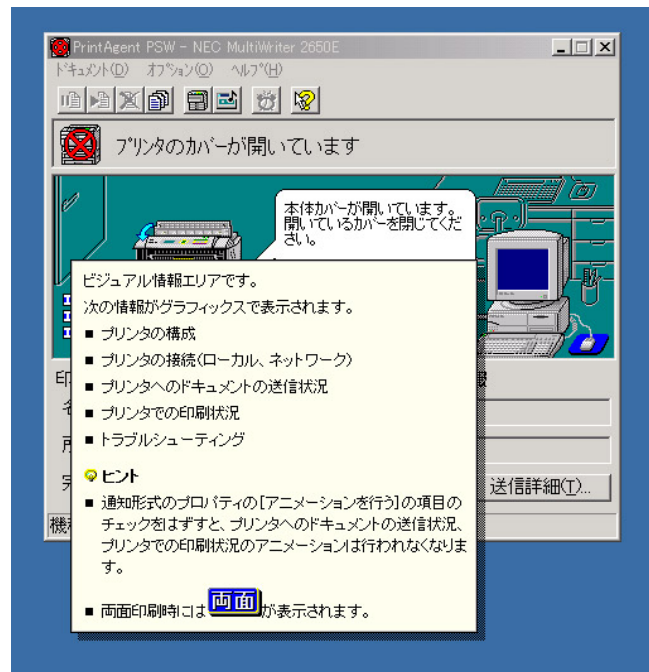 PrintAgent PSW - NEC MultiWriter 2650E
ドキュメント(D) オプション(O) ヘルプ(H)
プリンタのカバーが開いています
本体カバーが開いています。
開いているカバーを閉じてくだ
さい。
ビジュアル情報エリアです。
次の情報がグラフィックスで表示されます。
■ プリンタの構成
■ プリンタの接続(ローカル、ネットワーク)
■ プリンタへのドキュメントの送信状況
■ プリンタでの印刷状況
■ トラブルシューティング
ヒント
■ 通知形式のプロパティの[アニメーションを行う]の項目の
チェックをはずすと、プリンタへのドキュメントの送信状況、
プリンタでの印刷状況のアニメーションは行われなくなりま
す。
■ 両面印刷時には両面が表示されます。
送信詳細(T)...